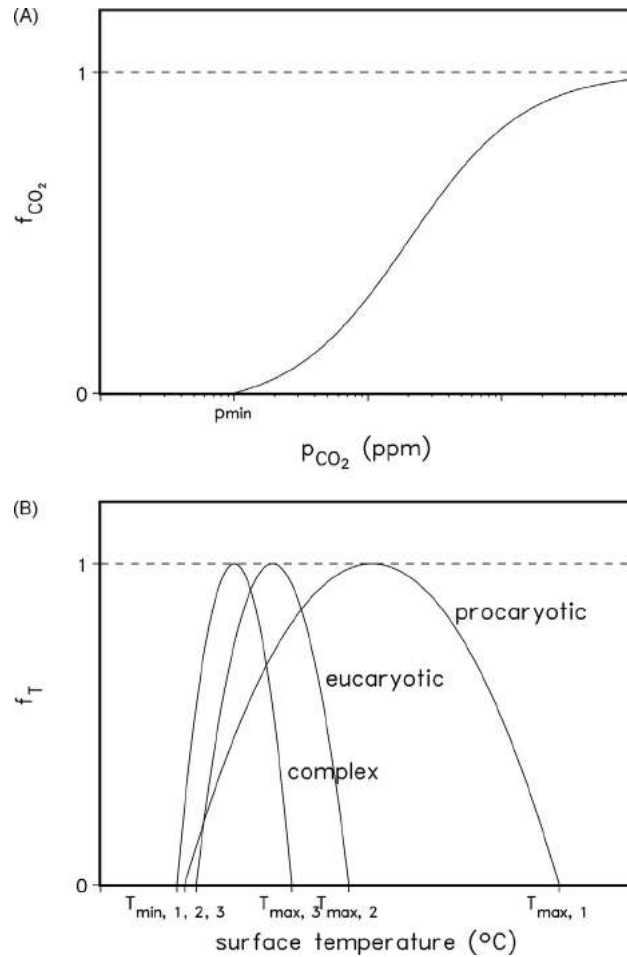 (A)
1
f_CO₂
0
pmin
p_CO₂ (ppm)
(B)
1
procaryotic
eucaryotic
f_T
complex
0
T_min, 1, 2, 3 T_max, 3 T_max, 2 T_max, 1
surface temperature (°C)